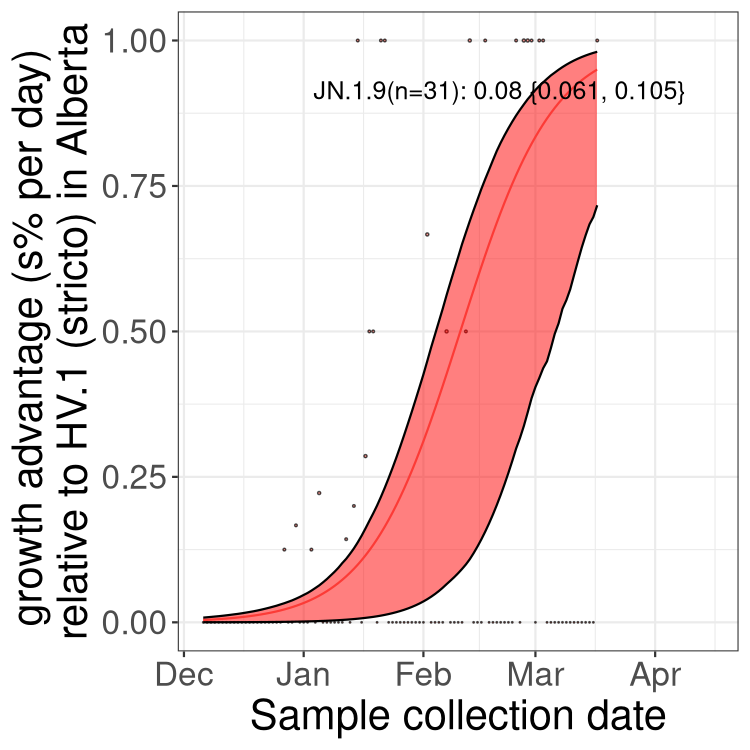 growth advantage (s% per day)
relative to HV.1 (stricto) in Alberta
1.00
0.75
0.50
0.25
0.00
JN.1.9(n=31): 0.08 {0.061, 0.105}
Dec Jan Feb Mar Apr
Sample collection date